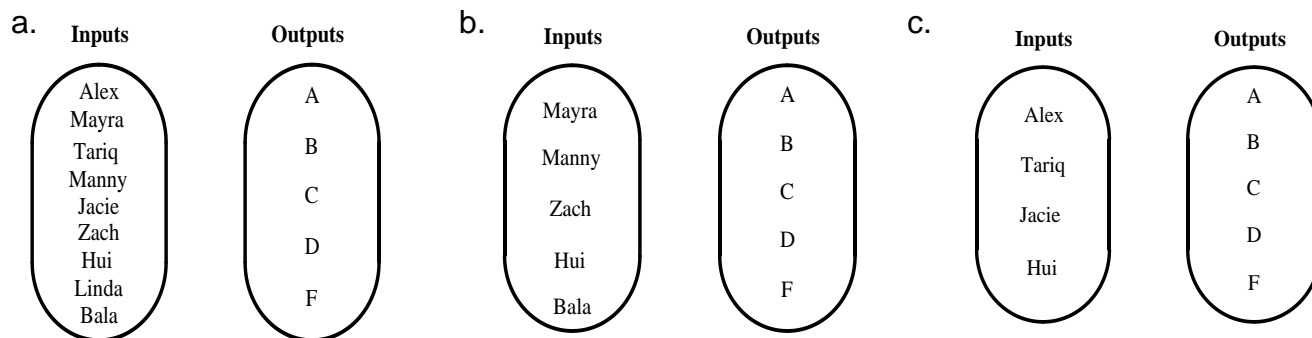 a.
Inputs
Alex
Mayra
Tariq
Manny
Jacie
Zach
Hui
Linda
Bala
Outputs
A
B
C
D
F
b.
Inputs
Mayra
Manny
Zach
Hui
Bala
Outputs
A
B
C
D
F
c.
Inputs
Alex
Tariq
Jacie
Hui
Outputs
A
B
C
D
F